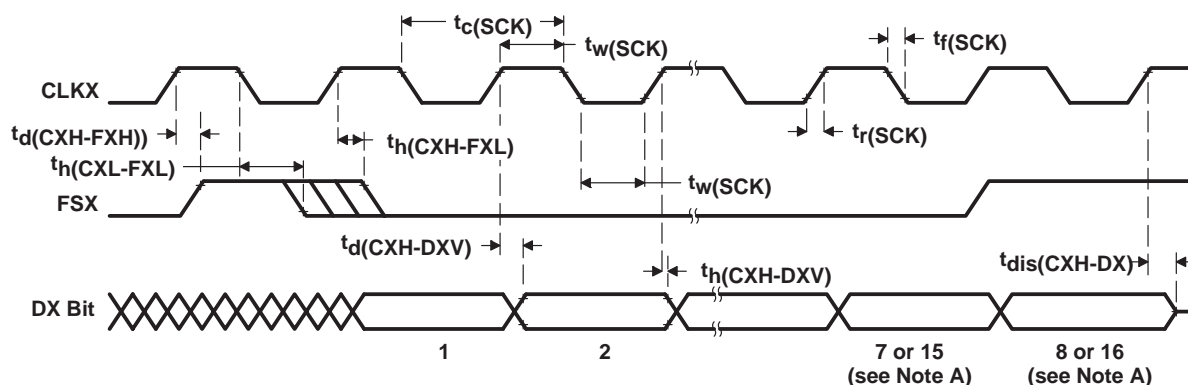 tc(SCK)
tw(SCK)
tf(SCK)
CLKX
td(CXH-FXH))
th(CXH-FXL)
tr(SCK)
th(CXL-FXL)
tw(SCK)
FSX
td(CXH-DXV)
th(CXH-DXV)
tdis(CXH-DX)
DX Bit
1
2
7 or 15
8 or 16
(see Note A)
(see Note A)